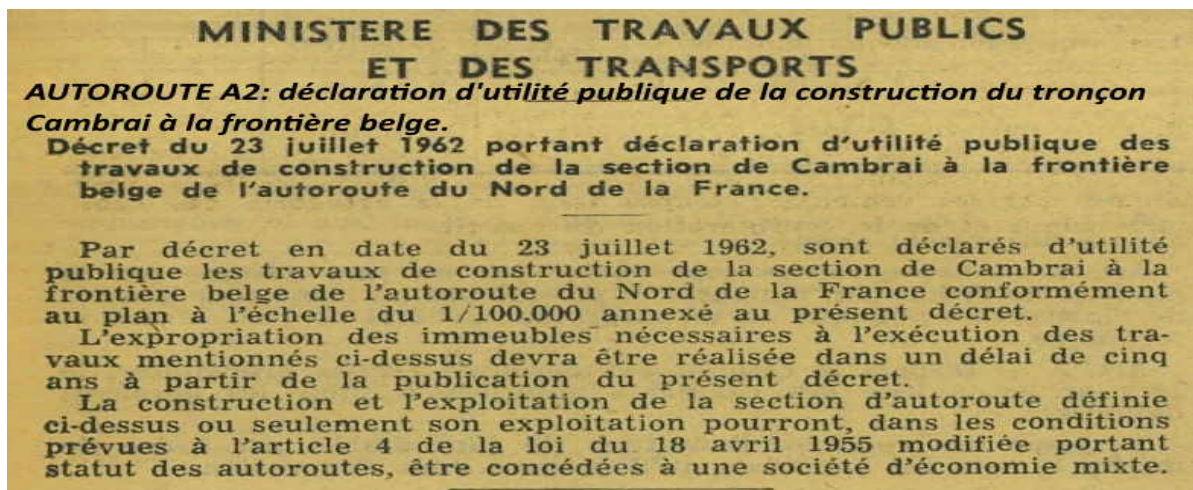 MINISTERE DES TRAVAUX PUBLICS
ET DES TRANSPORTS
AUTOROUTE A2: déclaration d'utilité publique de la construction du tronçon
Cambrai à la frontière belge.
Décret du 23 juillet 1962 portant déclaration d'utilité publique des
travaux de construction de la section de Cambrai à la frontière
belge de l'autoroute du Nord de la France.
Par décret en date du 23 juillet 1962, sont déclarés d'utilité
publique les travaux de construction de la section de Cambrai à la
frontière belge de l'autoroute du Nord de la France conformément
au plan à l'échelle du 1/100.000 annexé au présent décret.
L'expropriation des immeubles nécessaires à l'exécution des tra-
vaux mentionnés ci-dessus devra être réalisée dans un délai de cinq
ans à partir de la publication du présent décret.
La construction et l'exploitation de la section d'autoroute définie
ci-dessus ou seulement son exploitation pourront, dans les conditions
prévues à l'article 4 de la loi du 18 avril 1955 modifiée portant
statut des autoroutes, être concédées à une société d'économie mixte.